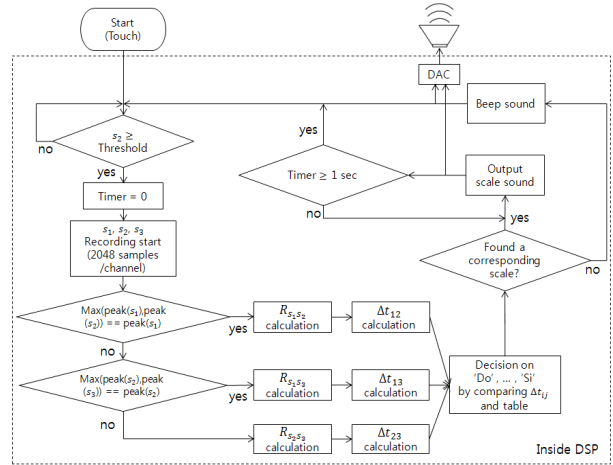 Start
(Touch)
DAC
Beep sound
s₂ ≥
Threshold
no
yes
yes
Timer ≥ 1 sec
no
Output
scale sound
yes
Timer = 0
s₁, s₂, s₃
Recording start
(2048 samples
/channel)
Found a
corresponding
scale?
no
Max(peak(s₁),peak
(s₂)) == peak(s₁)
yes
R_{s₁s₂}
calculation
Δt₁₂
calculation
no
Max(peak(s₂),peak
(s₃)) == peak(s₂)
yes
R_{s₁s₃}
calculation
Δt₁₃
calculation
Decision on
'Do' , ... , 'Si'
by comparing Δt_{ij}
and table
no
R_{s₂s₃}
calculation
Δt₂₃
calculation
Inside DSP